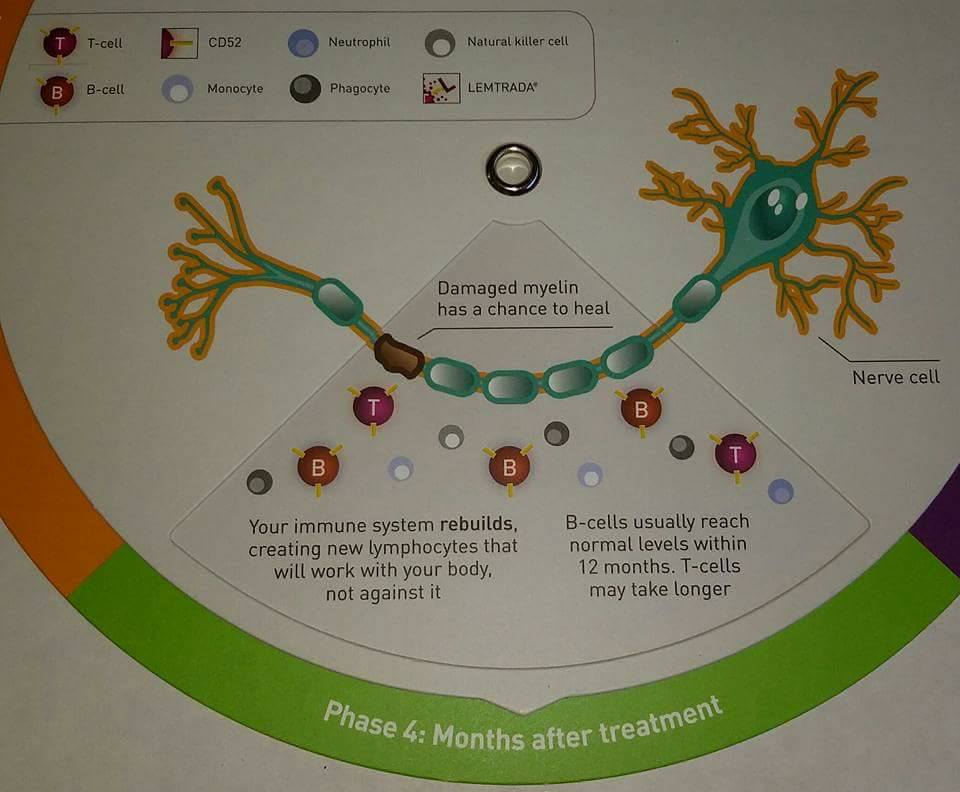 T T-cell CD52 Neutrophil Natural killer cell
B B-cell Monocyte Phagocyte LEMTRADA®
Damaged myelin
has a chance to heal
Nerve cell
T
B
B
B
T
Your immune system rebuilds,
creating new lymphocytes that
will work with your body,
not against it
B-cells usually reach
normal levels within
12 months. T-cells
may take longer
Phase 4: Months after treatment